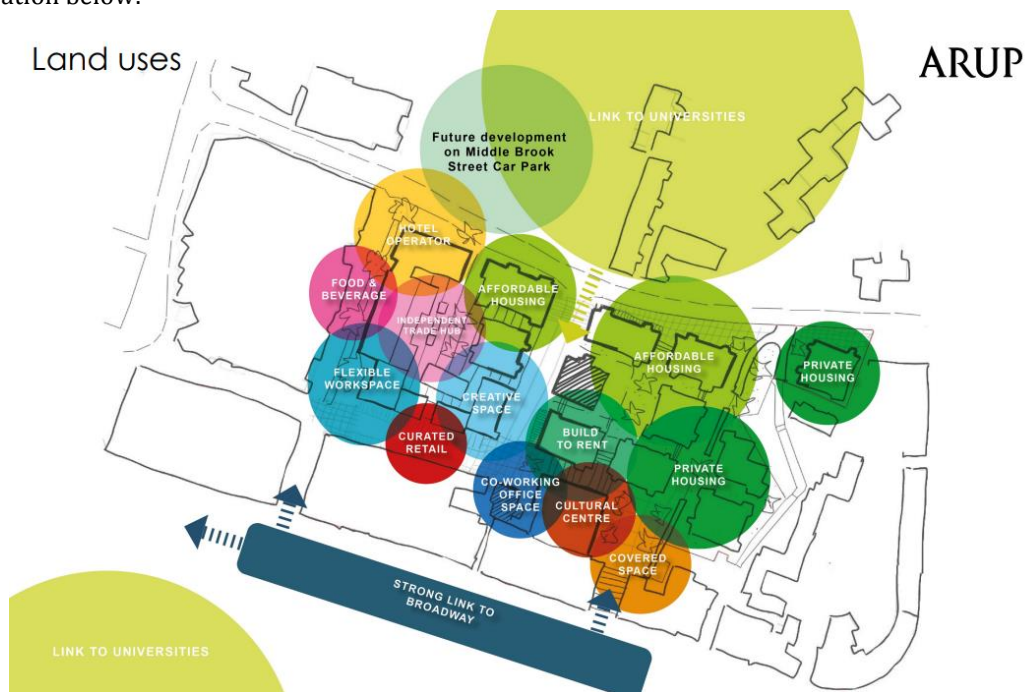 ation below.
Land uses
ARUP
LINK TO UNIVERSITIES
Future development
on Middle Brook
Street Car Park
HOTEL
OPERATOR
FOOD &
BEVERAGE
AFFORDABLE
HOUSING
INDEPENDENT
TRADE HUB
AFFORDABLE
HOUSING
PRIVATE
HOUSING
FLEXIBLE
WORKSPACE
CREATIVE
SPACE
CURATED
RETAIL
BUILD
TO RENT
PRIVATE
HOUSING
CO-WORKING
OFFICE
SPACE
CULTURAL
CENTRE
COVERED
SPACE
STRONG LINK TO
BROADWAY
LINK TO UNIVERSITIES